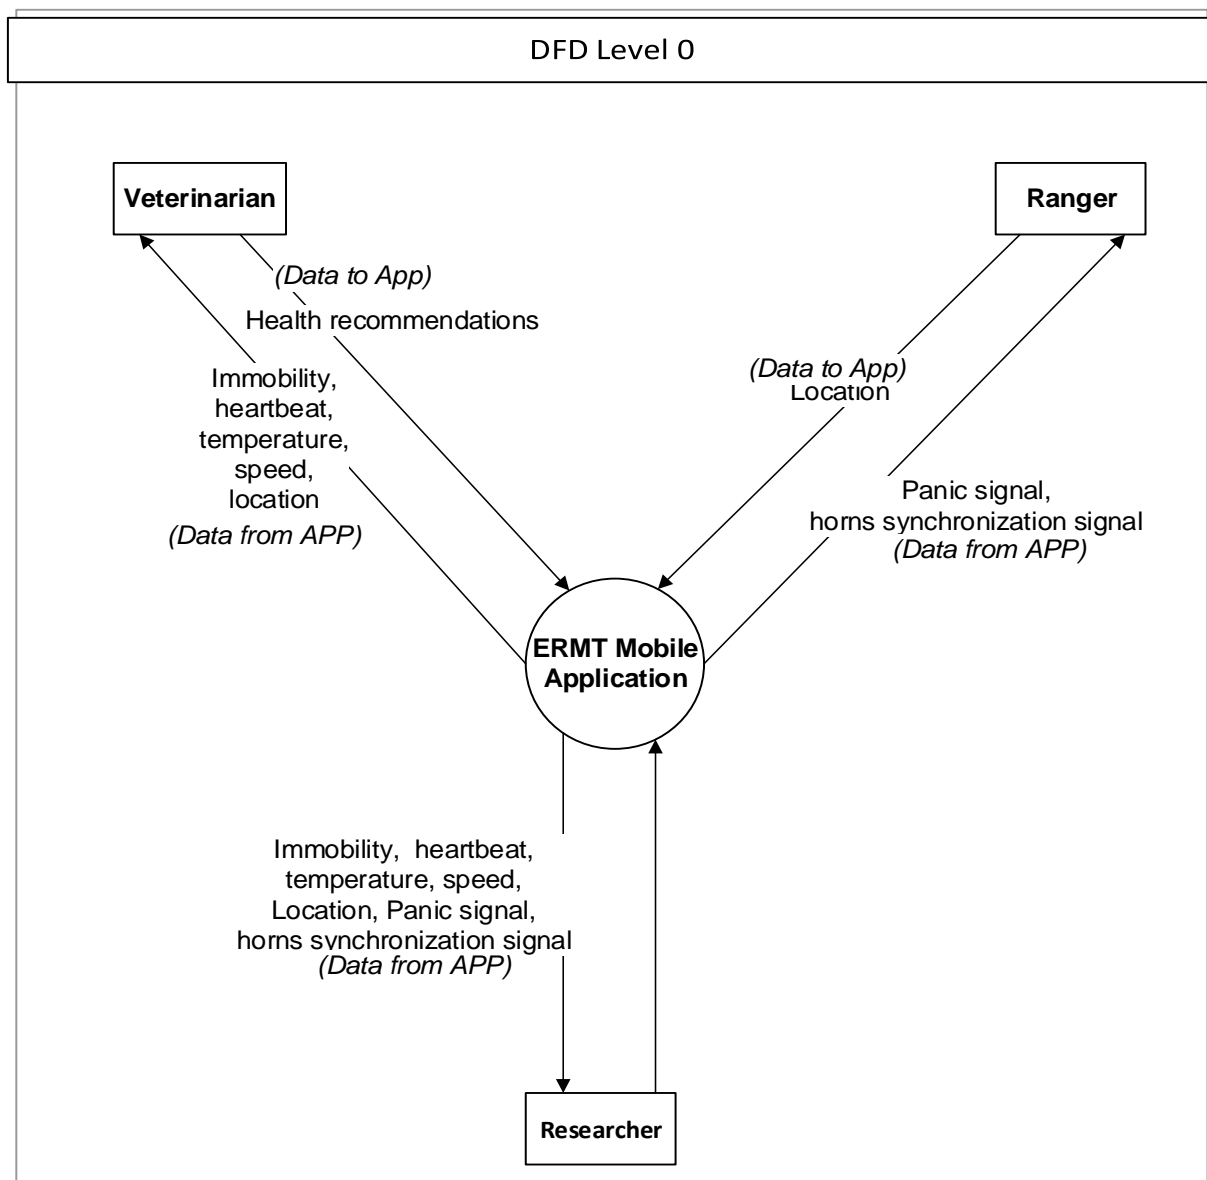 DFD Level 0
Veterinarian
Ranger
(Data to App)
Health recommendations
Immobility,
heartbeat,
temperature,
speed,
location
(Data from APP)
(Data to App)
Location
Panic signal,
horns synchronization signal
(Data from APP)
ERMT Mobile
Application
Immobility,  heartbeat,
temperature, speed,
Location, Panic signal,
horns synchronization signal
(Data from APP)
Researcher